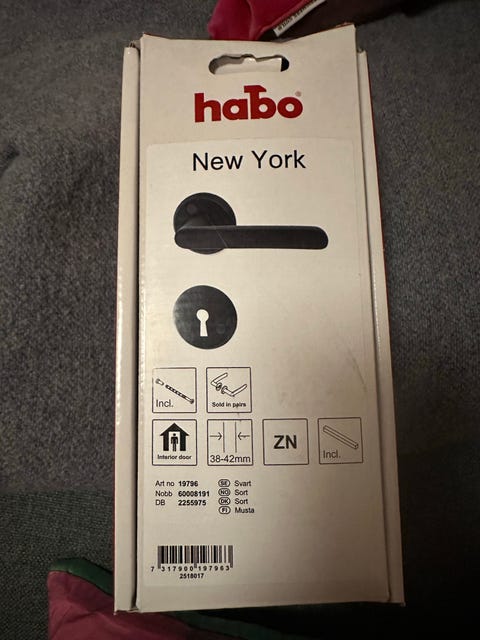 habo®
New York
Incl.
Sold in pairs
Interior door
38-42mm
ZN
Incl.
Art no 19796
Nobb 60008191
DB 2255975
SE Svart
NO Sort
DK Sort
FI Musta
7 317900 197963
2518017